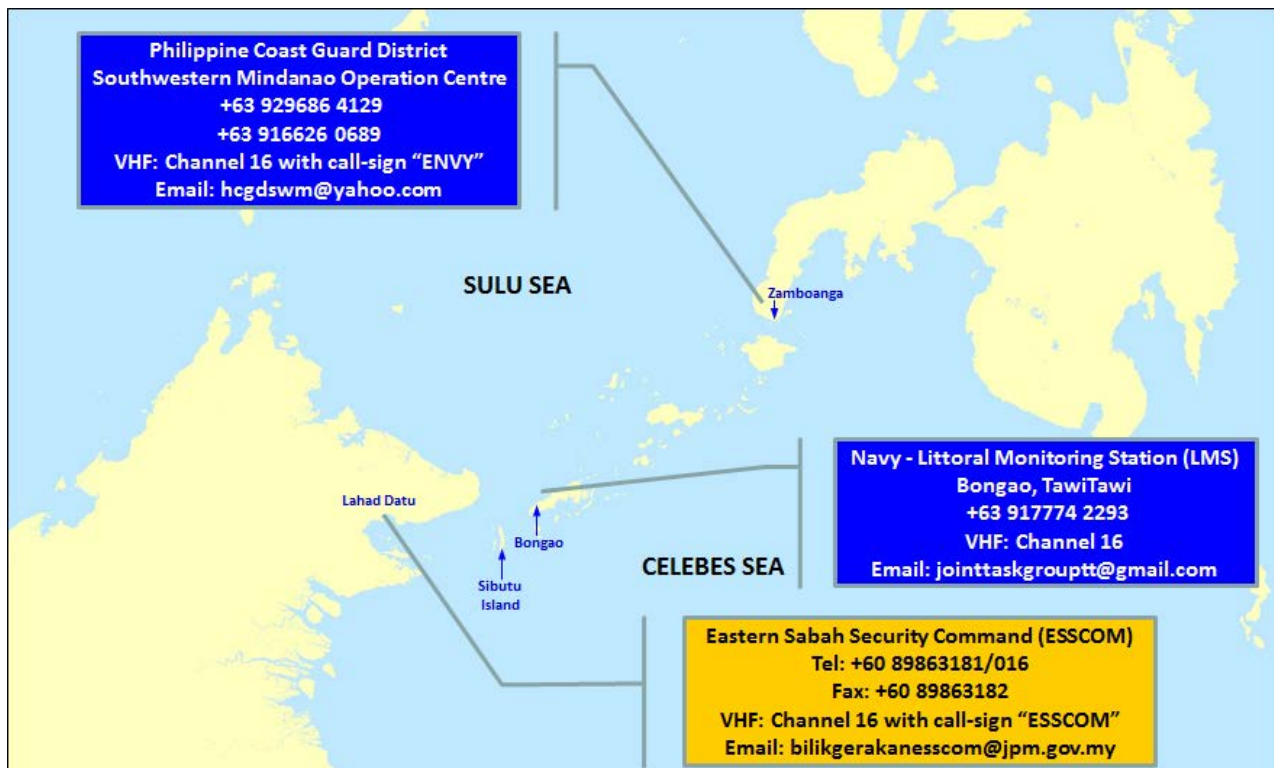 Philippine Coast Guard District
Southwestern Mindanao Operation Centre
+63 929686 4129
+63 916626 0689
VHF: Channel 16 with call-sign “ENVY”
Email: hcgdswm@yahoo.com
SULU SEA
Zamboanga
Navy - Littoral Monitoring Station (LMS)
Bongao, TawiTawi
+63 917774 2293
VHF: Channel 16
Email: jointtaskgrouptt@gmail.com
Lahad Datu
Bongao
CELEBES SEA
Sibutu
Island
Eastern Sabah Security Command (ESSCOM)
Tel: +60 89863181/016
Fax: +60 89863182
VHF: Channel 16 with call-sign “ESSCOM”
Email: bilikgerakanesscom@jpm.gov.my